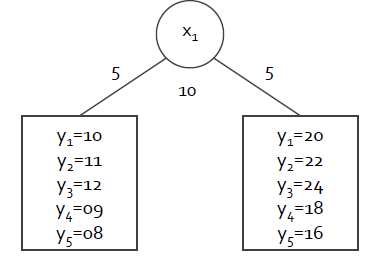 x₁
5 5
10
y₁=10
y₂=11
y₃=12
y₄=09
y₅=08
y₁=20
y₂=22
y₃=24
y₄=18
y₅=16